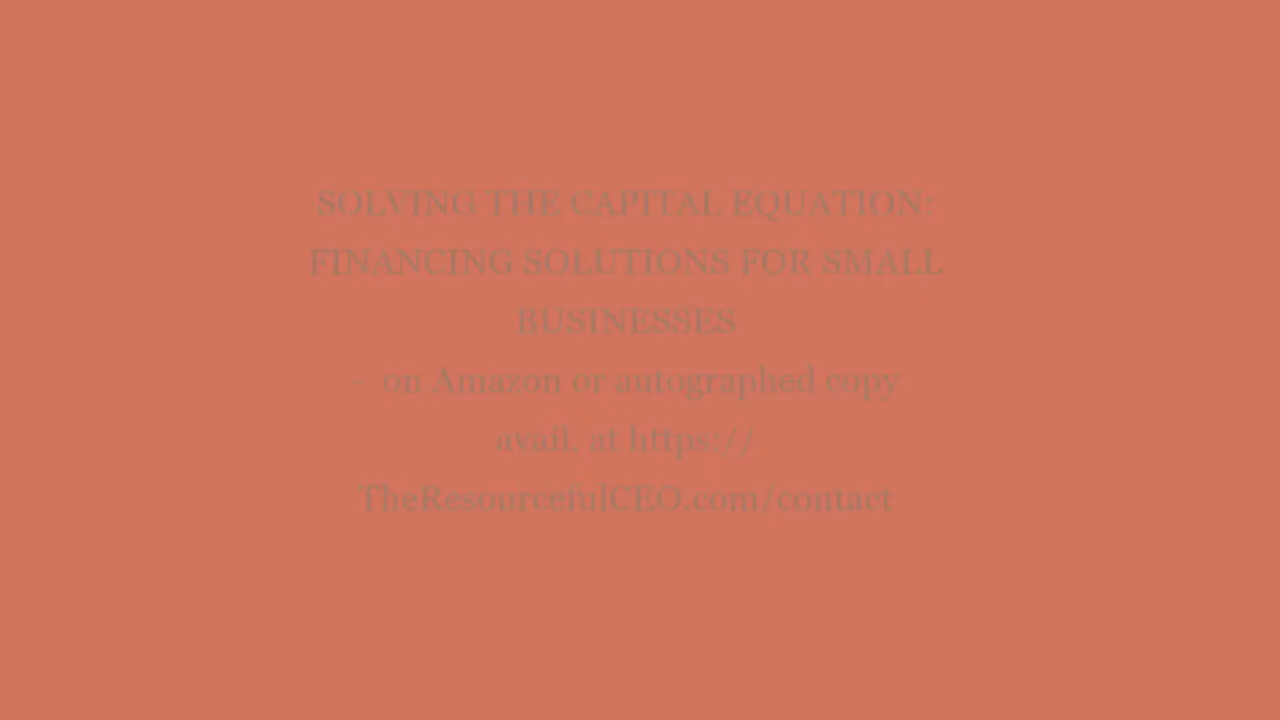 SOLVING THE CAPITAL EQUATION:
FINANCING SOLUTIONS FOR SMALL
BUSINESSES
- on Amazon or autographed copy
avail. at https://
TheResourcefulCEO.com/contact